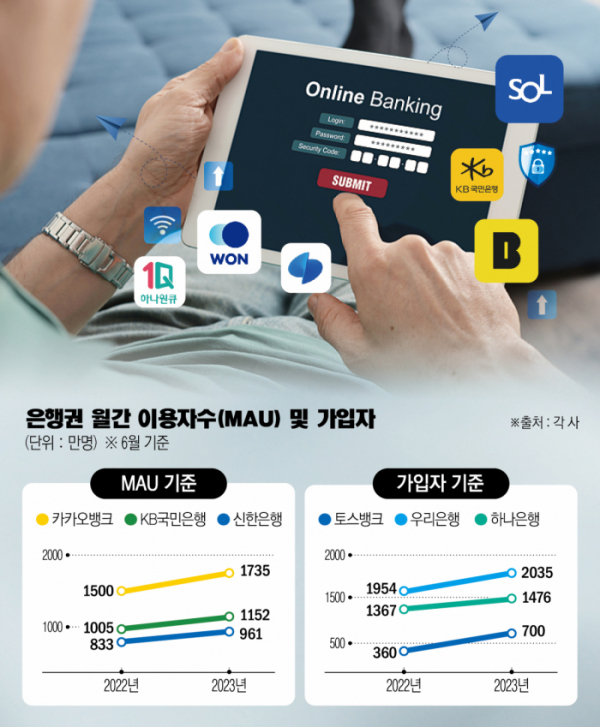 SOL
Online Banking
Login:
***********
Password:
*********
Security Code:
SUBMIT
KB국민은행
B
WON
1Q
하나원큐
은행권 월간 이용자수(MAU) 및 가입자
※출처 : 각 사
(단위 : 만명) ※ 6월 기준
MAU 기준
카카오뱅크 KB국민은행 신한은행
2000
1735
1500
1000
1005
1152
833
961
2022년 2023년
가입자 기준
토스뱅크 우리은행 하나은행
2000
2035
1954
1500
1367
1476
500
700
360
2022년 2023년